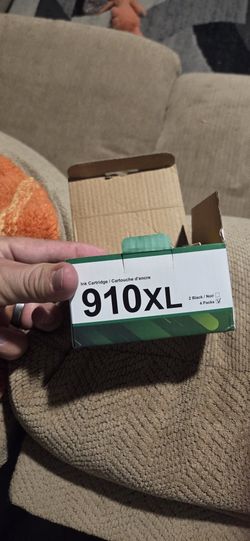 Ink Cartridge / Cartouche d'encre
910XL
2 Black / Noir
4 Packs